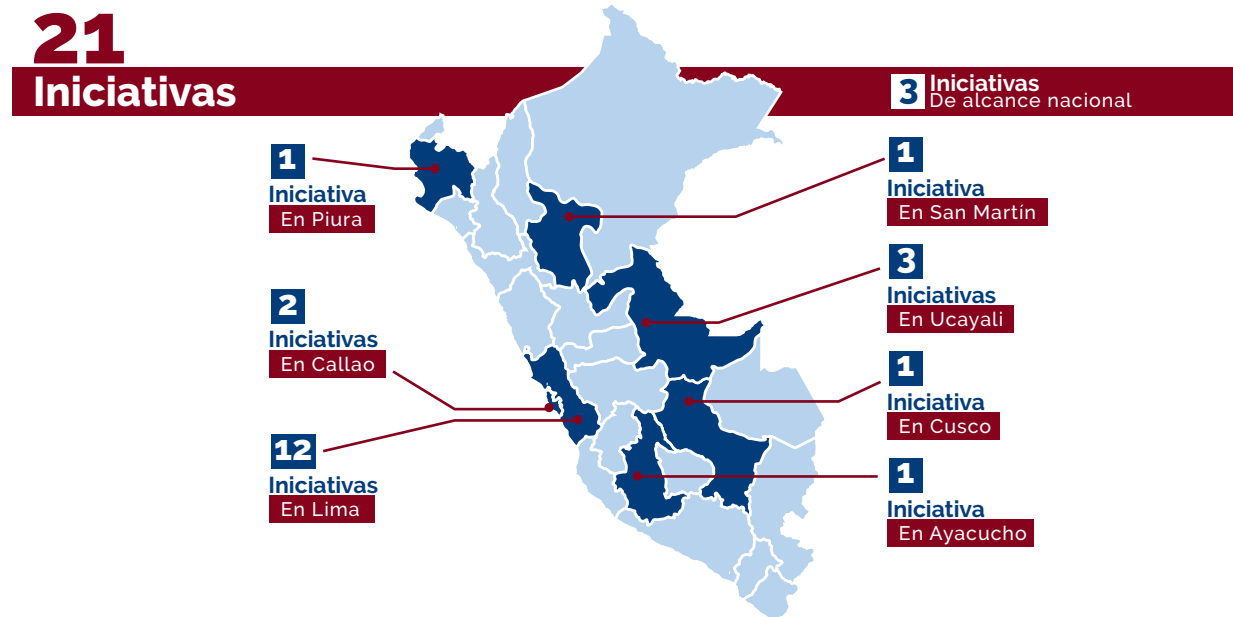 21
Iniciativas
3 Iniciativas
De alcance nacional
1
Iniciativa
En Piura
2
Iniciativas
En Callao
12
Iniciativas
En Lima
1
Iniciativa
En San Martín
3
Iniciativas
En Ucayali
1
Iniciativa
En Cusco
1
Iniciativa
En Ayacucho